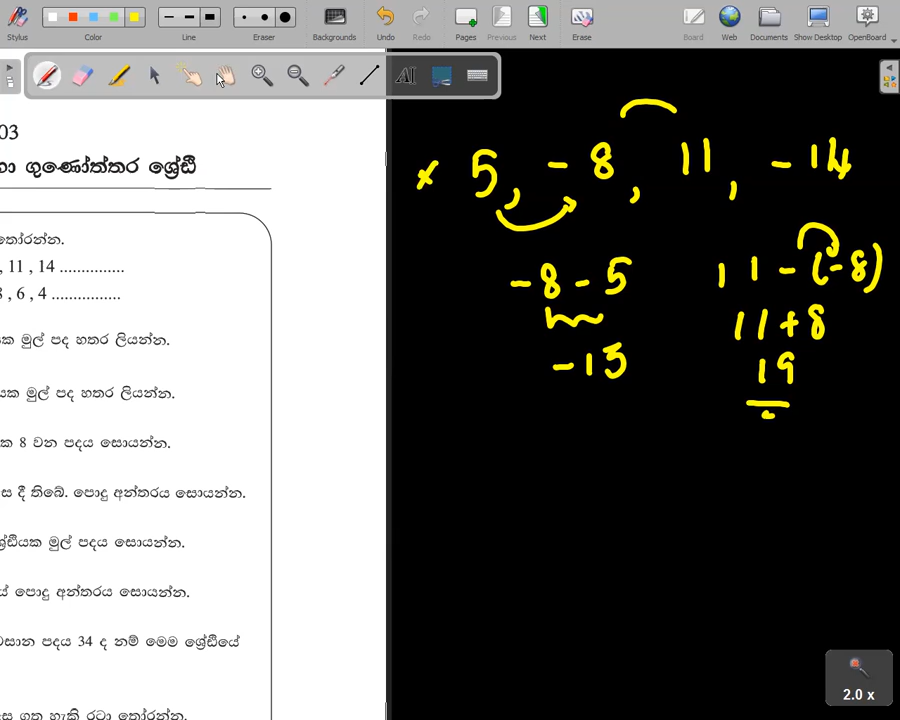 Stylus Color Line Eraser Backgrounds Undo Redo Pages Previous Next Erase Board Web Documents Show Desktop OpenBoard
03
හා ගුණෝත්තර ශ්‍රේඪි
තෝරන්න.
, 11 , 14 ...............
8 , 6 , 4 ................
ක මුල් පද හතර ලියන්න.
යක මුල් පද හතර ලියන්න.
ක 8 වන පදය සොයන්න.
ස දී තිබේ. පොදු අන්තරය සොයන්න.
ශ්‍රේඪියක මුල් පදය සොයන්න.
යේ පොදු අන්තරය සොයන්න.
වසාන පදය 34 ද නම් මෙම ශ්‍රේඪියේ
ස ගත හැකි රටා තෝරන්න.
× 5, -8, 11, -14
-8 - 5
-13
11 - (-8)
11 + 8
19
2.0 x